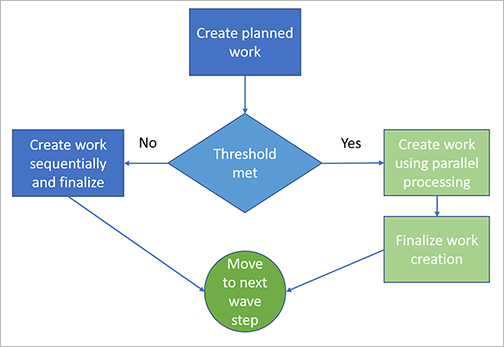 Create planned
work
Threshold
met
No
Yes
Create work
sequentially
and finalize
Create work
using parallel
processing
Finalize work
creation
Move
to next
wave
step